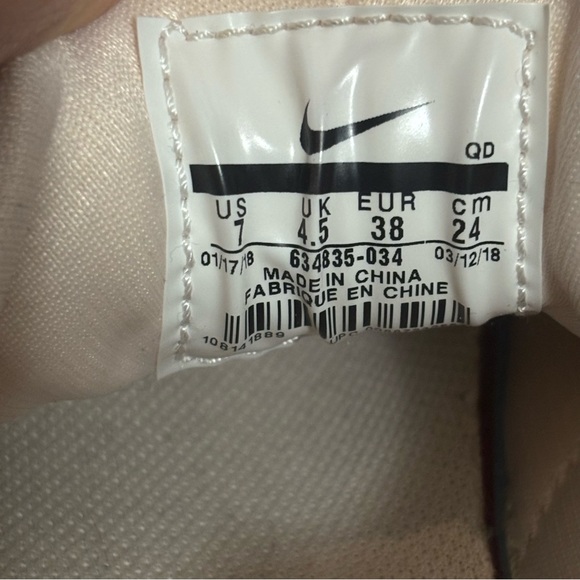 QD
US UK EUR cm
7 4.5 38 24
01/17/18 634835-034 03/12/18
MADE IN CHINA
FABRIQUE EN CHINE